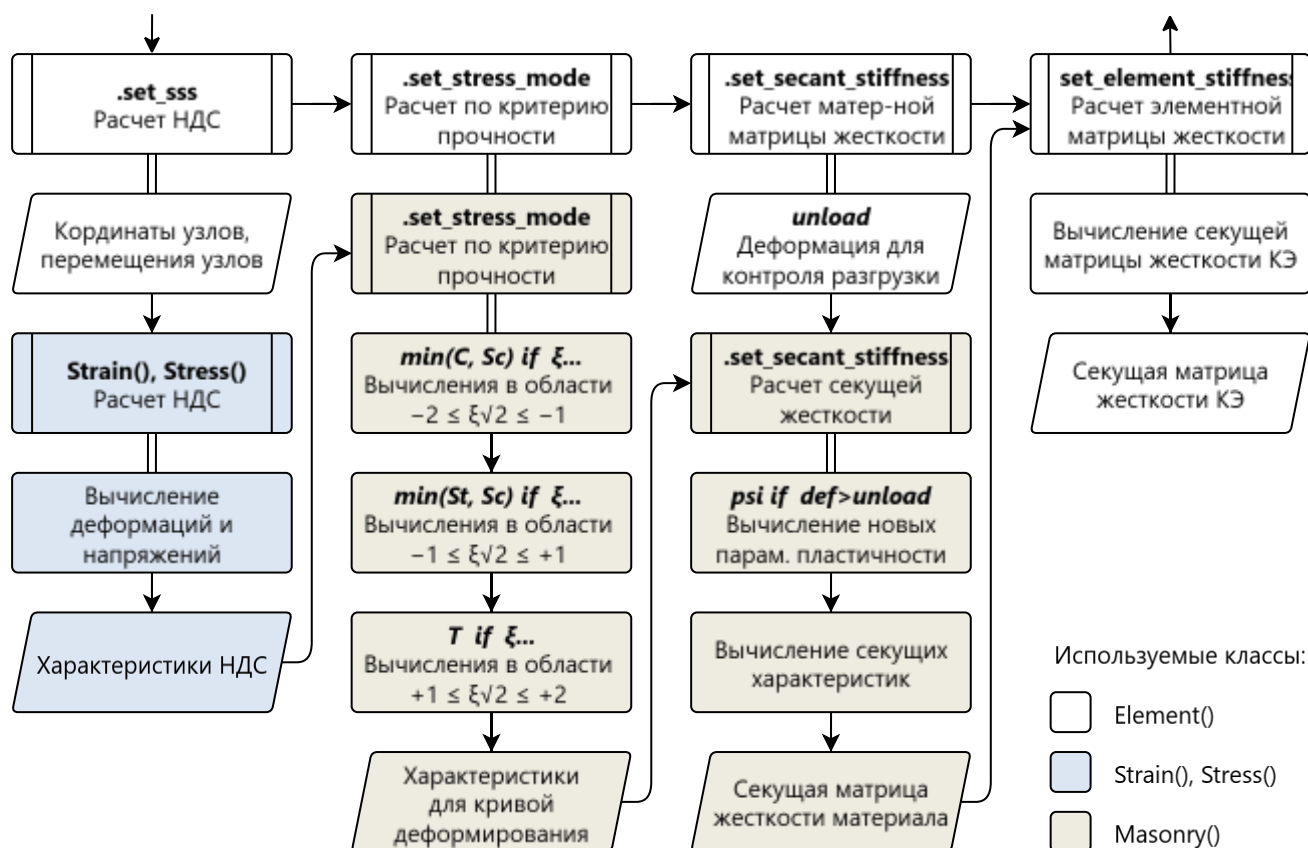 .set_sss
Расчет НДС
.set_stress_mode
Расчет по критерию
прочности
.set_secant_stiffness
Расчет матер-ной
матрицы жесткости
set_element_stiffness
Расчет элементной
матрицы жесткости
Кординаты узлов,
перемещения узлов
.set_stress_mode
Расчет по критерию
прочности
unload
Деформация для
контроля разгрузки
Вычисление секущей
матрицы жесткости КЭ
Strain(), Stress()
Расчет НДС
min(C, Sc) if ξ...
Вычисления в области
−2 ≤ ξ√2 ≤ −1
.set_secant_stiffness
Расчет секущей
жесткости
Секущая матрица
жесткости КЭ
Вычисление
деформаций и
напряжений
min(St, Sc) if ξ...
Вычисления в области
−1 ≤ ξ√2 ≤ +1
psi if def>unload
Вычисление новых
парам. пластичности
Характеристики НДС
T if ξ...
Вычисления в области
+1 ≤ ξ√2 ≤ +2
Вычисление секущих
характеристик
Характеристики
для кривой
деформирования
Секущая матрица
жесткости материала
Используемые классы:
Element()
Strain(), Stress()
Masonry()